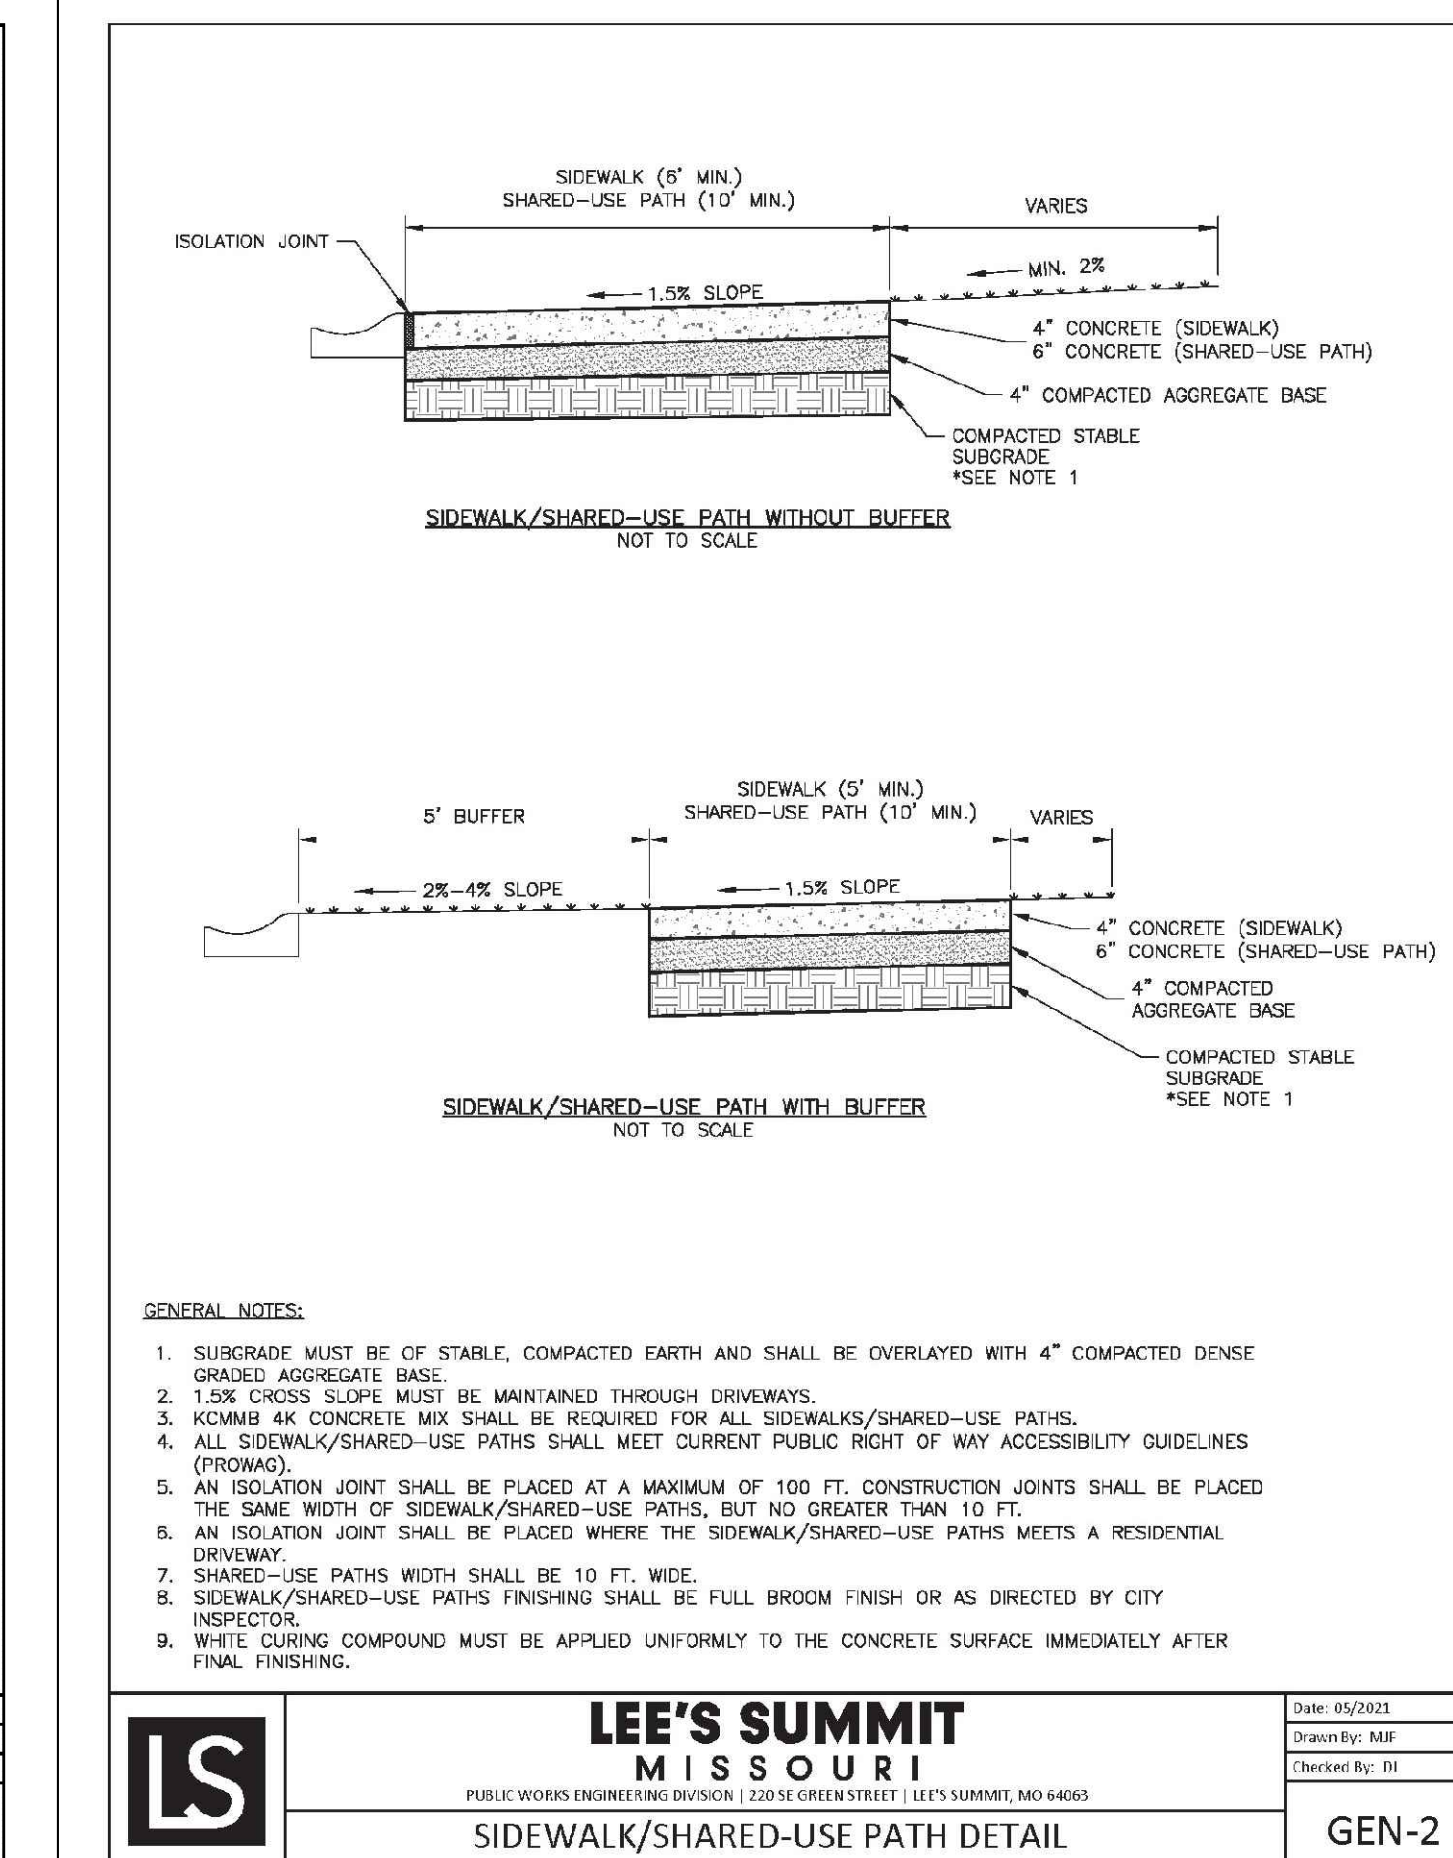 SIDEWALK (6' MIN.)
SHARED-USE PATH (10' MIN.)
VARIES
ISOLATION JOINT
MIN. 2%
1.5% SLOPE
4" CONCRETE (SIDEWALK)
6" CONCRETE (SHARED-USE PATH)
4" COMPACTED AGGREGATE BASE
COMPACTED STABLE
SUBGRADE
*SEE NOTE 1
SIDEWALK/SHARED-USE PATH WITHOUT BUFFER
NOT TO SCALE
SIDEWALK (5' MIN.)
SHARED-USE PATH (10' MIN.)
5' BUFFER
VARIES
2%-4% SLOPE
1.5% SLOPE
4" CONCRETE (SIDEWALK)
6" CONCRETE (SHARED-USE PATH)
4" COMPACTED
AGGREGATE BASE
COMPACTED STABLE
SUBGRADE
*SEE NOTE 1
SIDEWALK/SHARED-USE PATH WITH BUFFER
NOT TO SCALE
GENERAL NOTES:
1. SUBGRADE MUST BE OF STABLE, COMPACTED EARTH AND SHALL BE OVERLAYED WITH 4" COMPACTED DENSE
GRADED AGGREGATE BASE.
2. 1.5% CROSS SLOPE MUST BE MAINTAINED THROUGH DRIVEWAYS.
3. KCMMB 4K CONCRETE MIX SHALL BE REQUIRED FOR ALL SIDEWALKS/SHARED-USE PATHS.
4. ALL SIDEWALK/SHARED-USE PATHS SHALL MEET CURRENT PUBLIC RIGHT OF WAY ACCESSIBILITY GUIDELINES
(PROWAG).
5. AN ISOLATION JOINT SHALL BE PLACED AT A MAXIMUM OF 100 FT. CONSTRUCTION JOINTS SHALL BE PLACED
THE SAME WIDTH OF SIDEWALK/SHARED-USE PATHS, BUT NO GREATER THAN 10 FT.
6. AN ISOLATION JOINT SHALL BE PLACED WHERE THE SIDEWALK/SHARED-USE PATHS MEETS A RESIDENTIAL
DRIVEWAY.
7. SHARED-USE PATHS WIDTH SHALL BE 10 FT. WIDE.
8. SIDEWALK/SHARED-USE PATHS FINISHING SHALL BE FULL BROOM FINISH OR AS DIRECTED BY CITY
INSPECTOR.
9. WHITE CURING COMPOUND MUST BE APPLIED UNIFORMLY TO THE CONCRETE SURFACE IMMEDIATELY AFTER
FINAL FINISHING.
LS
LEE'S SUMMIT
MISSOURI
PUBLIC WORKS ENGINEERING DIVISION | 220 SE GREEN STREET | LEE'S SUMMIT, MO 64063
SIDEWALK/SHARED-USE PATH DETAIL
Date: 05/2021
Drawn By: MJF
Checked By:
GEN-2